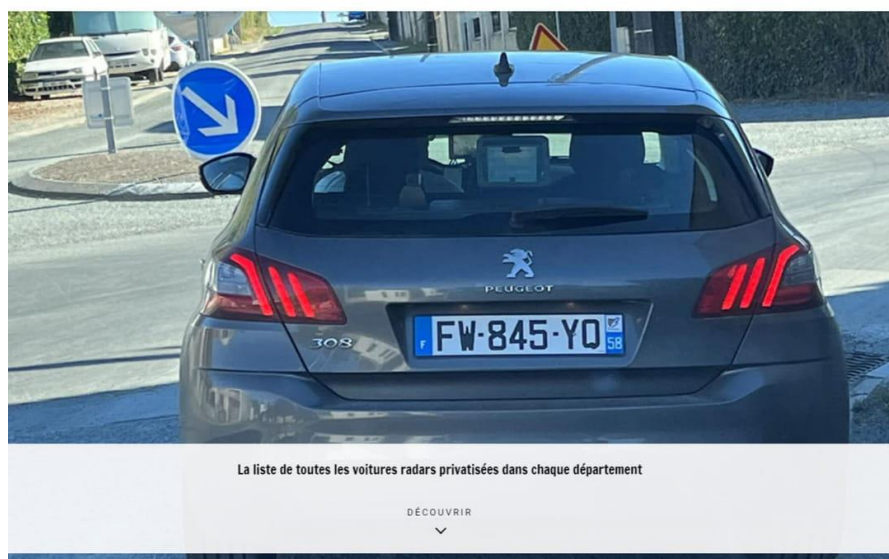 PEUGEOT
308
F FW-845-YQ 58
La liste de toutes les voitures radars privatisées dans chaque département
DÉCOUVRIR